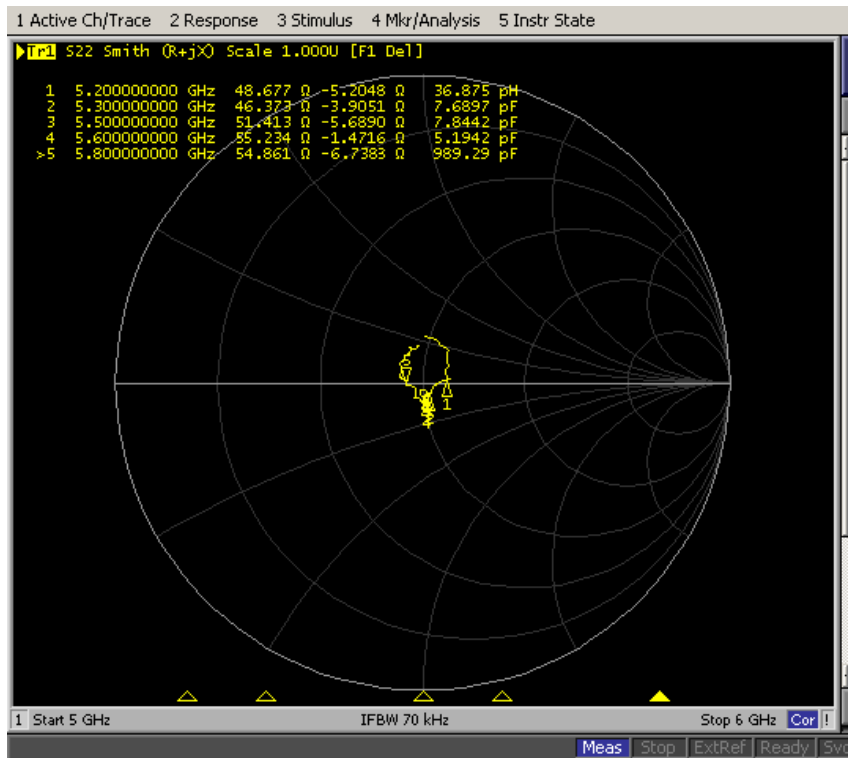 1 Active Ch/Trace 2 Response 3 Stimulus 4 Mkr/Analysis 5 Instr State
Tr1 S22 Smith (R+jX) Scale 1.000U [F1 Del]
1 5.200000000 GHz 48.677 Ω -5.2048 Ω 36.875 pH
2 5.300000000 GHz 46.373 Ω -3.9051 Ω 7.6897 pF
3 5.500000000 GHz 51.413 Ω -5.6890 Ω 7.8442 pF
4 5.600000000 GHz 55.234 Ω -1.4716 Ω 5.1942 pF
>5 5.800000000 GHz 54.861 Ω -6.7383 Ω 989.29 pF
1
1 Start 5 GHz IFBW 70 kHz Stop 6 GHz Cor !
Meas Stop ExtRef Ready